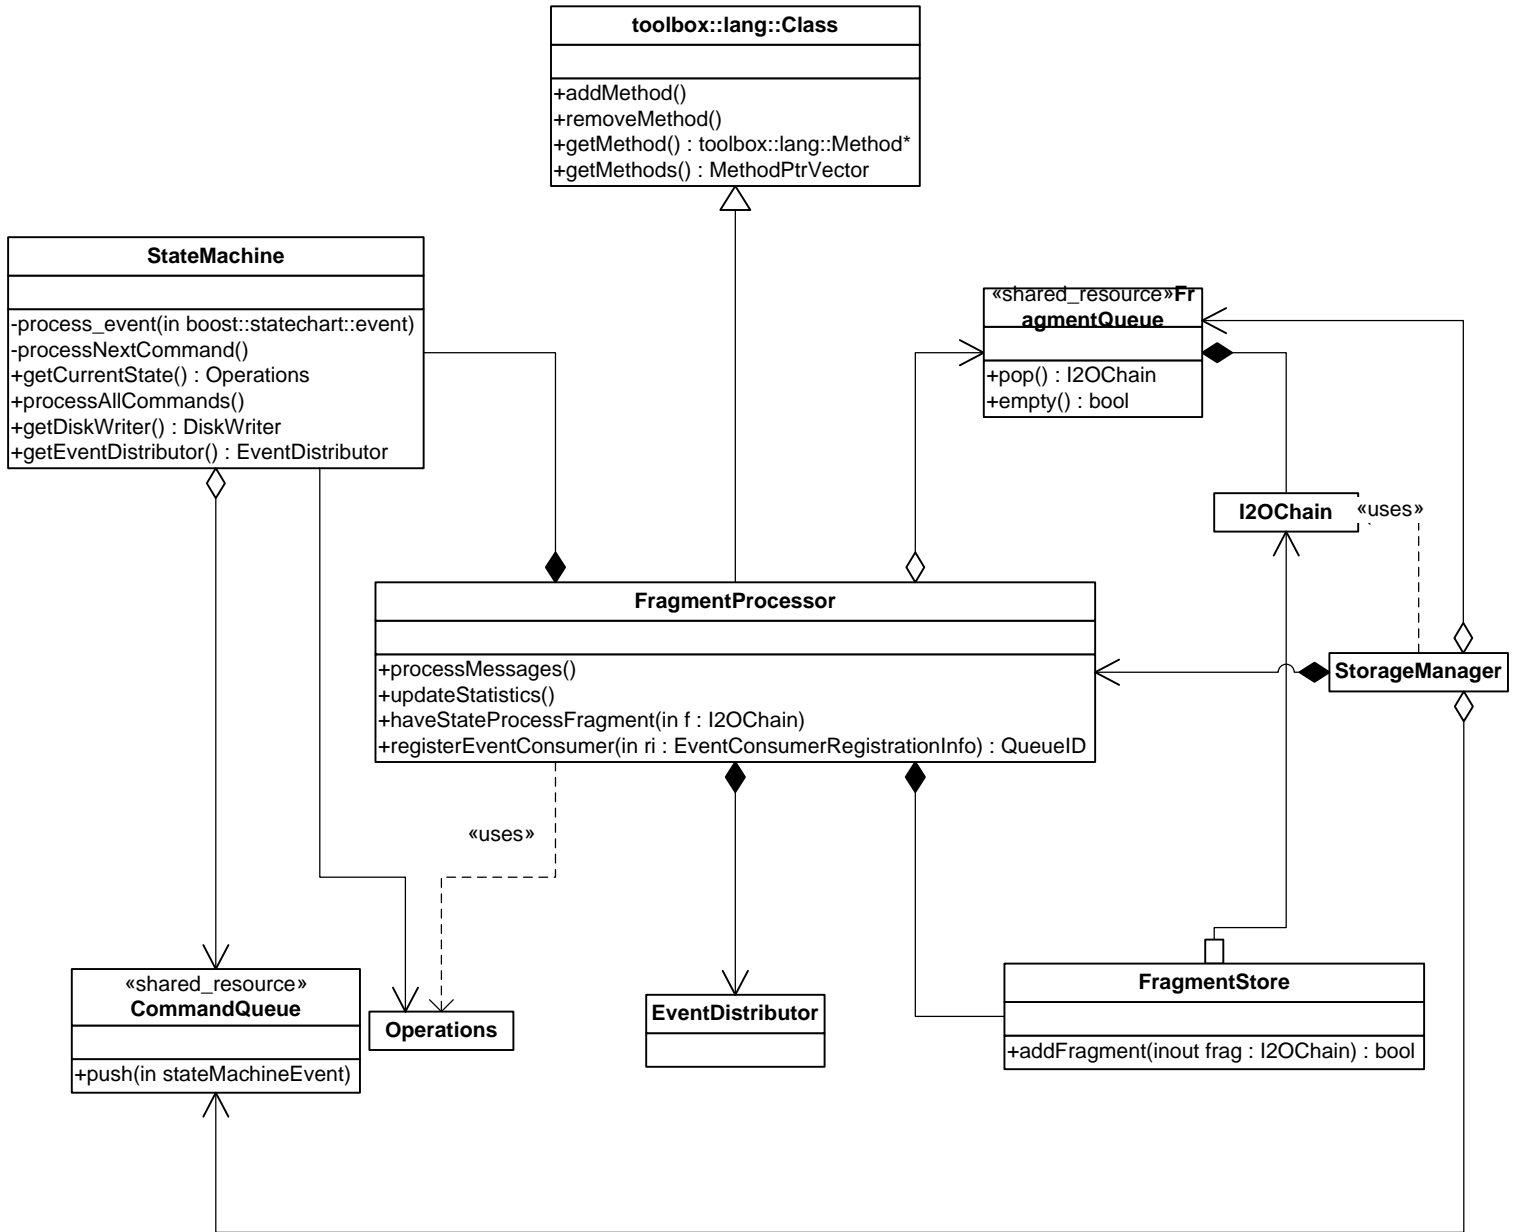 toolbox::lang::Class
+addMethod()
+removeMethod()
+getMethod() : toolbox::lang::Method*
+getMethods() : MethodPtrVector
StateMachine
-process_event(in boost::statechart::event)
-processNextCommand()
+getCurrentState() : Operations
+processAllCommands()
+getDiskWriter() : DiskWriter
+getEventDistributor() : EventDistributor
«shared_resource»Fr
agmentQueue
+pop() : I2OChain
+empty() : bool
I2OChain
«uses»
FragmentProcessor
+processMessages()
+updateStatistics()
+haveStateProcessFragment(in f : I2OChain)
+registerEventConsumer(in ri : EventConsumerRegistrationInfo) : QueueID
StorageManager
«uses»
«shared_resource»
CommandQueue
+push(in stateMachineEvent)
Operations
EventDistributor
FragmentStore
+addFragment(inout frag : I2OChain) : bool